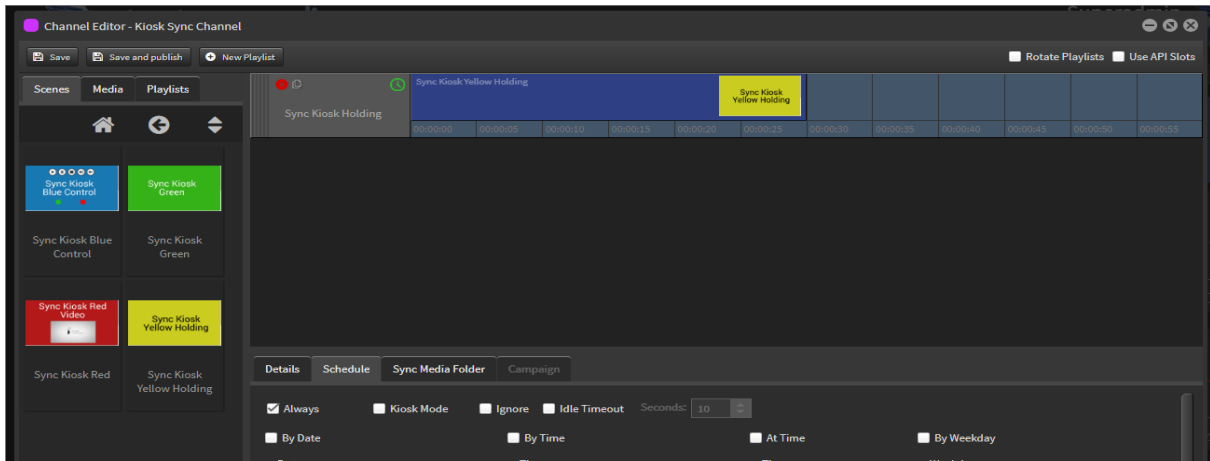 Channel Editor - Kiosk Sync Channel
Save
Save and publish
New Playlist
Rotate Playlists
Use API Slots
Scenes
Media
Playlists
Sync Kiosk
Blue Control
Sync Kiosk
Green
Sync Kiosk Blue
Control
Sync Kiosk
Green
Sync Kiosk Red
Video
Sync Kiosk
Yellow Holding
Sync Kiosk Red
Sync Kiosk
Yellow Holding
Sync Kiosk Holding
Sync Kiosk Yellow Holding
Sync Kiosk
Yellow Holding
00:00:00 00:00:05 00:00:10 00:00:15 00:00:20 00:00:25 00:00:30 00:00:35 00:00:40 00:00:45 00:00:50 00:00:55
Details
Schedule
Sync Media Folder
Campaign
Always
Kiosk Mode
Ignore
Idle Timeout
Seconds: 10
By Date
By Time
At Time
By Weekday